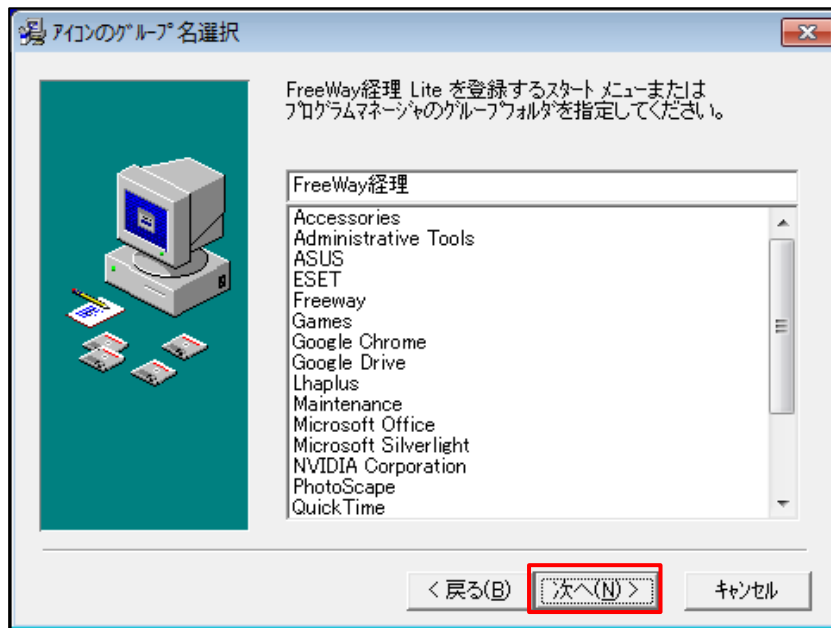 ｱｲｺﾝのｸﾞﾙｰﾌﾟ名選択
FreeWay経理 Lite を登録するスタート メニューまたは
プログラムマネージャのグループフォルダを指定してください。
FreeWay経理
Accessories
Administrative Tools
ASUS
ESET
Freeway
Games
Google Chrome
Google Drive
Lhaplus
Maintenance
Microsoft Office
Microsoft Silverlight
NVIDIA Corporation
PhotoScape
QuickTime
< 戻る(B) 次へ(N) > ｷｬﾝｾﾙ